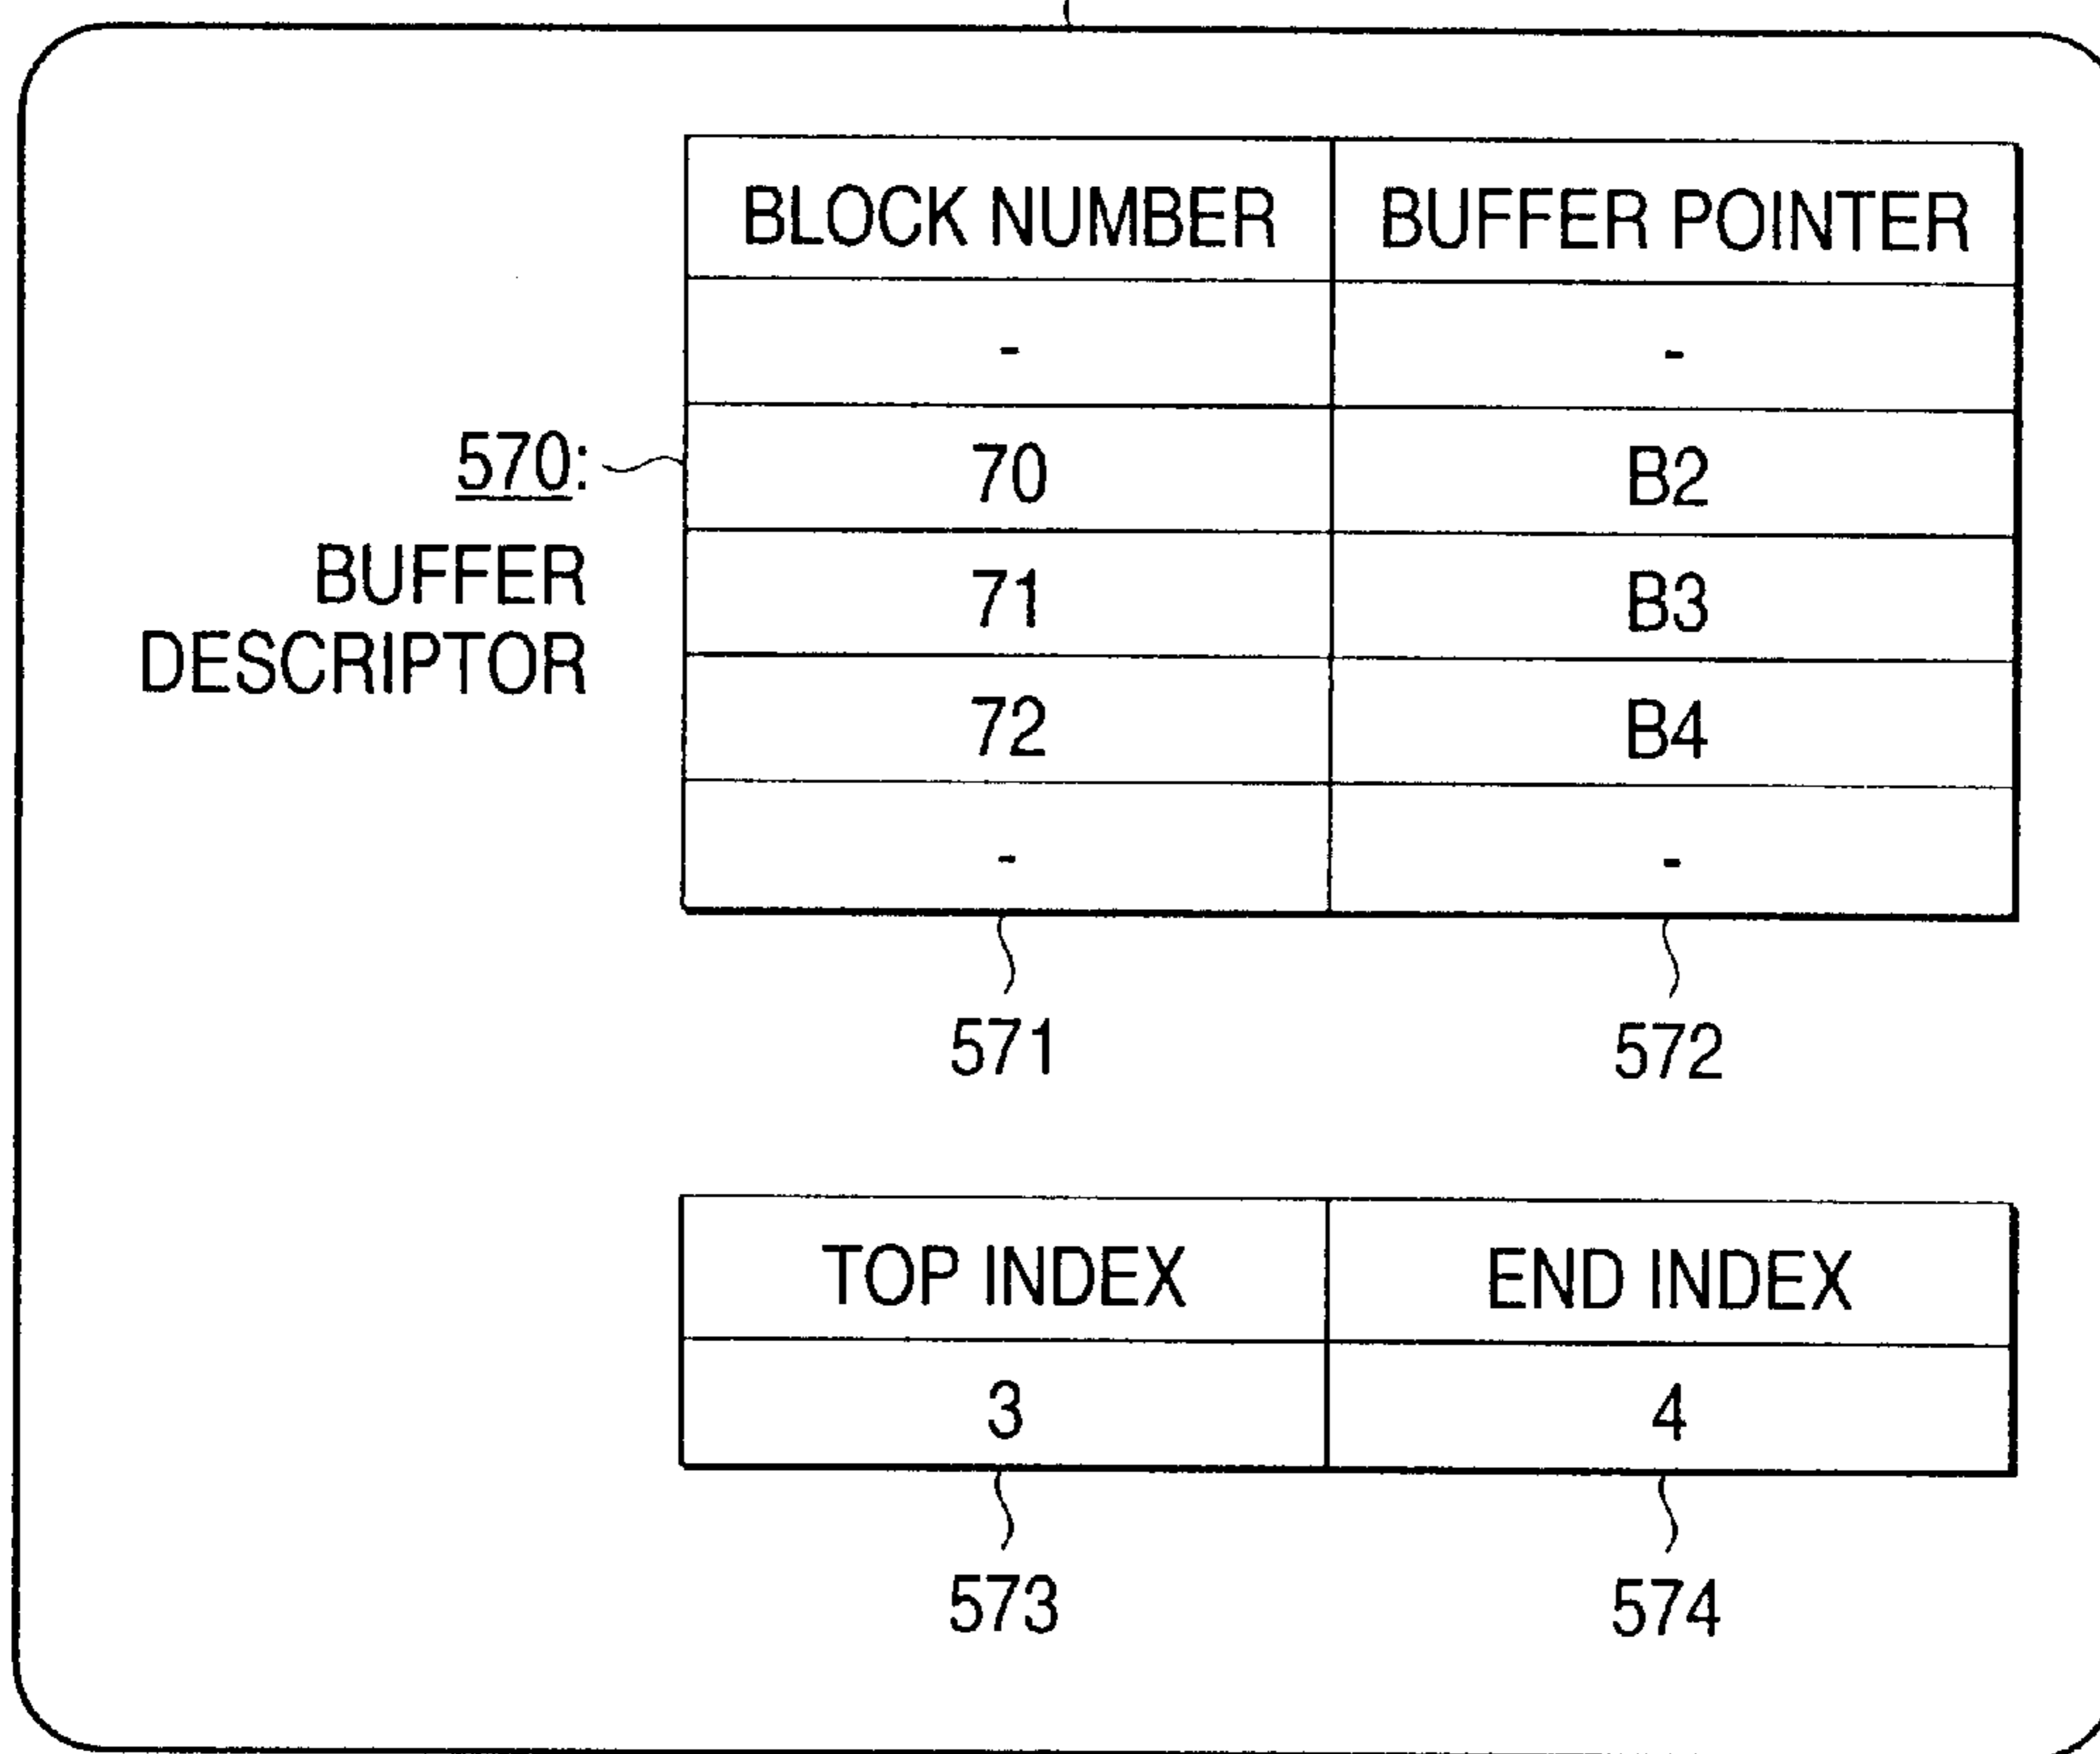 BLOCK NUMBER BUFFER POINTER
- -
570: 70 B2
BUFFER 71 B3
DESCRIPTOR 72 B4
- -
571 572
TOP INDEX END INDEX
3 4
573 574